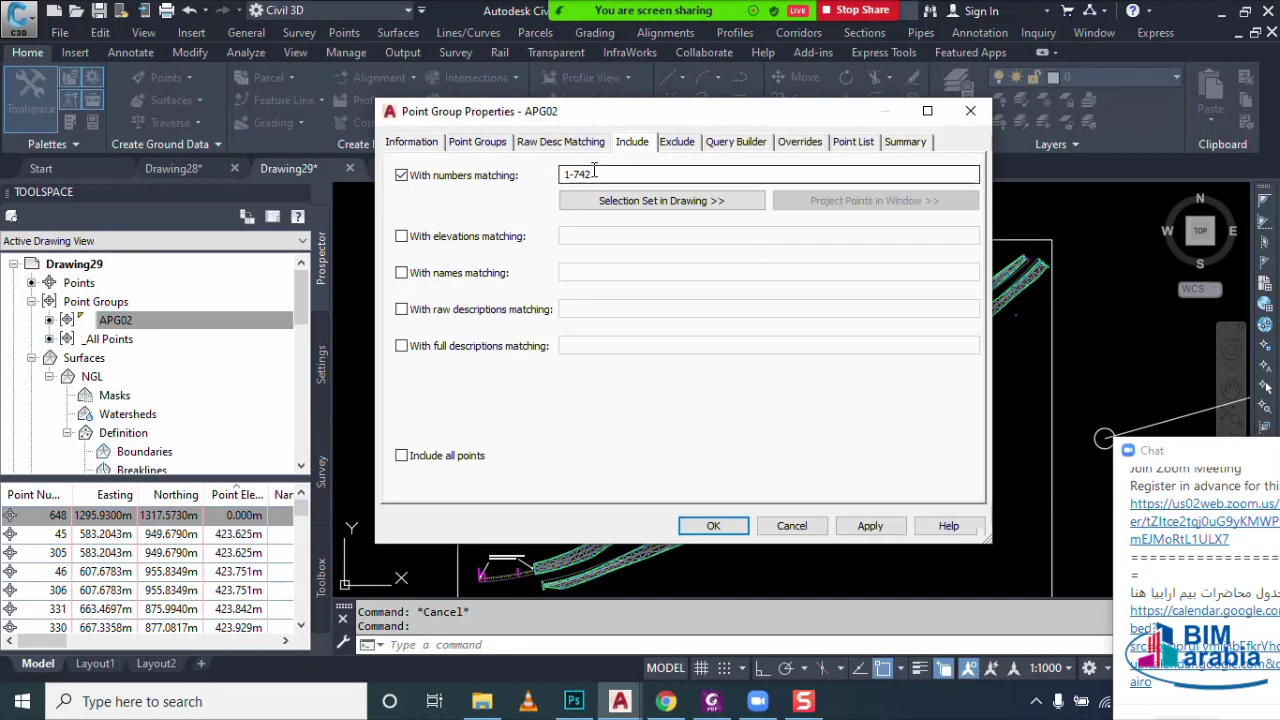 C3D
Civil 3D
Autodesk Civ
You are screen sharing
LIVE
Stop Share
Sign In
File Edit View Insert General Survey Points Surfaces Lines/Curves Parcels Grading Alignments Profiles Corridors Sections Pipes Annotation Inquiry Window Express
Home Insert Annotate Modify Analyze View Manage Output Survey Rail Transparent InfraWorks Collaborate Help Add-ins Express Tools Featured Apps
Toolspace
Points
Surfaces
Traverse
Parcel
Feature Line
Grading
Alignment
Intersections
Profile View
Move
0
Paste
Palettes
Create Ground Data
Layers
Clipboard
Start
Drawing28*
Drawing29*
TOOLSPACE
Active Drawing View
Drawing29
Points
Point Groups
APG02
_All Points
Surfaces
NGL
Masks
Watersheds
Definition
Boundaries
Breaklines
Prospector
Settings
Survey
Toolbox
Point Nu... Easting Northing Point Ele...
648 1295.9300m 1317.5730m 0.000m
45 583.2043m 949.6790m 423.625m
305 583.2043m 949.6790m 423.625m
46 607.6783m 955.8349m 423.751m
306 607.6783m 955.8349m 423.751m
331 663.4697m 875.9940m 423.842m
330 667.3358m 877.0817m 423.929m
Point Group Properties - APG02
Information Point Groups Raw Desc Matching Include Exclude Query Builder Overrides Point List Summary
With numbers matching: 1-742
Selection Set in Drawing >> Project Points in Window >>
With elevations matching:
With names matching:
With raw descriptions matching:
With full descriptions matching:
Include all points
OK Cancel Apply Help
N
W TOP E
S
WCS
Y
X
Command: *Cancel*
Command:
Type a command
Model Layout1 Layout2 +
MODEL
1:1000
Chat
Join Zoom Meeting
Register in advance for this
https://us02web.zoom.us/
er/tZItce2tqj0uG9yKMWP
mEJMoRtL1ULX7
==================
=
جدول محاضرات بيم ارابيا هنا
https://calendar.google.com
bed?
airo
BIM
arabia
Type here to search